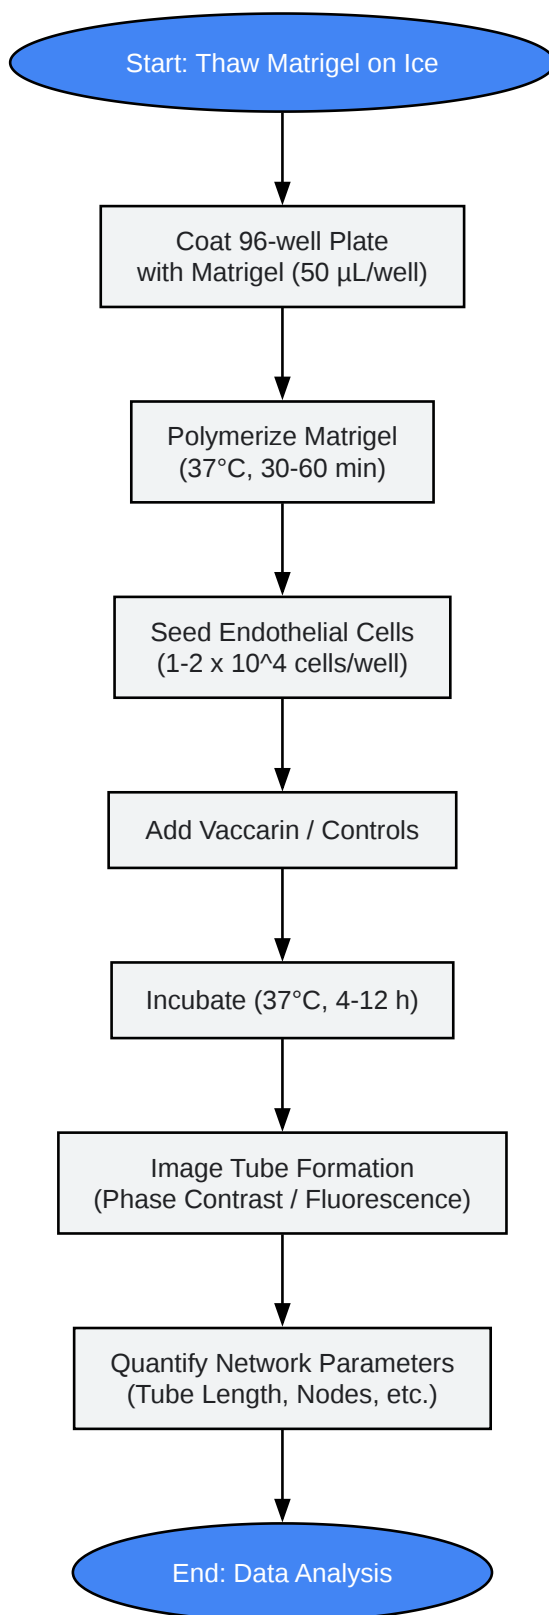 Start: Thaw Matrigel on Ice
Coat 96-well Plate
with Matrigel (50 µL/well)
Polymerize Matrigel
(37°C, 30-60 min)
Seed Endothelial Cells
(1-2 x 10^4 cells/well)
Add Vaccarin / Controls
Incubate (37°C, 4-12 h)
Image Tube Formation
(Phase Contrast / Fluorescence)
Quantify Network Parameters
(Tube Length, Nodes, etc.)
End: Data Analysis